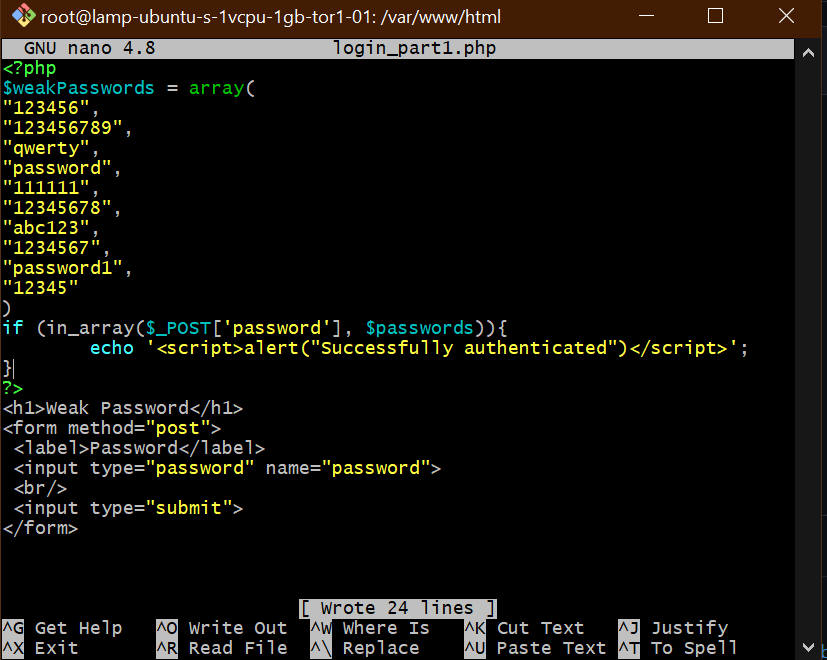 root@lamp-ubuntu-s-1vcpu-1gb-tor1-01: /var/www/html
GNU nano 4.8 login_part1.php
<?php
$weakPasswords = array(
"123456",
"123456789",
"qwerty",
"password",
"111111",
"12345678",
"abc123",
"1234567",
"password1",
"12345"
)
if (in_array($_POST['password'], $passwords)){
        echo '<script>alert("Successfully authenticated")</script>';
}
?>
<h1>Weak Password</h1>
<form method="post">
 <label>Password</label>
 <input type="password" name="password">
 <br/>
 <input type="submit">
</form>
[ Wrote 24 lines ]
^G Get Help ^O Write Out ^W Where Is ^K Cut Text ^J Justify
^X Exit ^R Read File ^\ Replace ^U Paste Text ^T To Spell